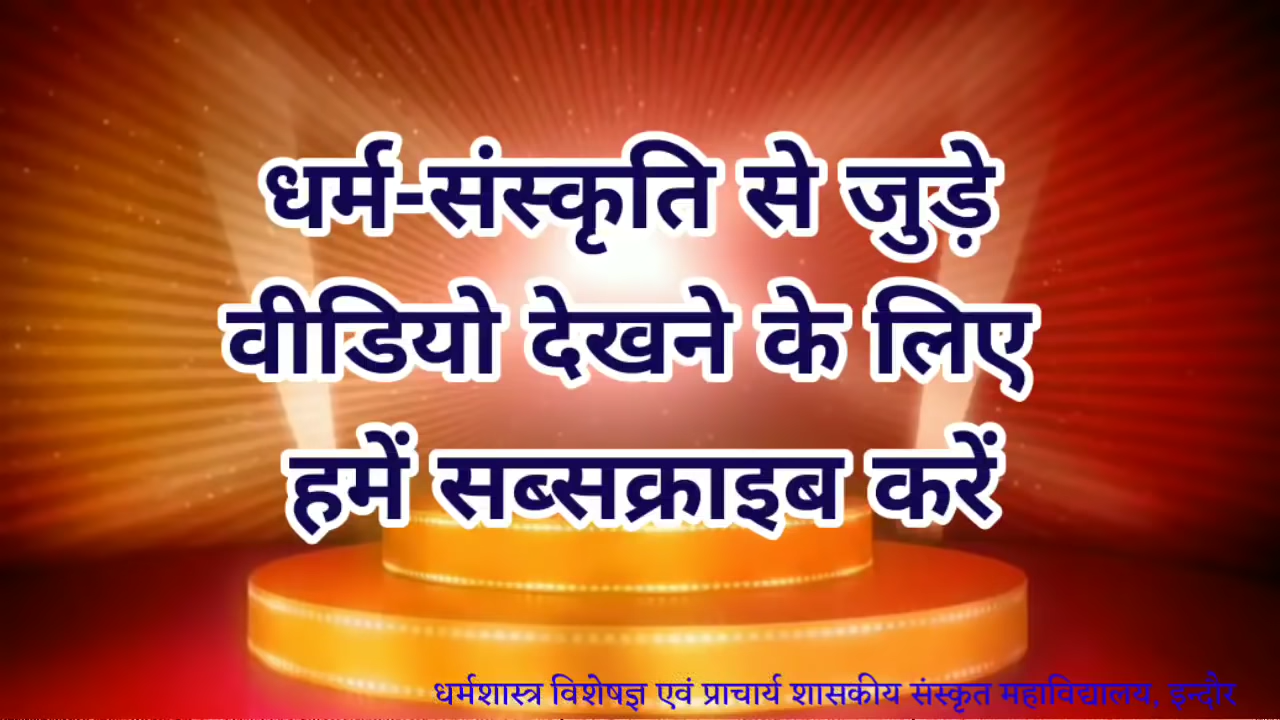 धर्म-संस्कृति से जुड़े
वीडियो देखने के लिए
हमें सब्सक्राइब करें
धर्मशास्त्र विशेषज्ञ एवं प्राचार्य शासकीय संस्कृत महाविद्यालय, इन्दौर